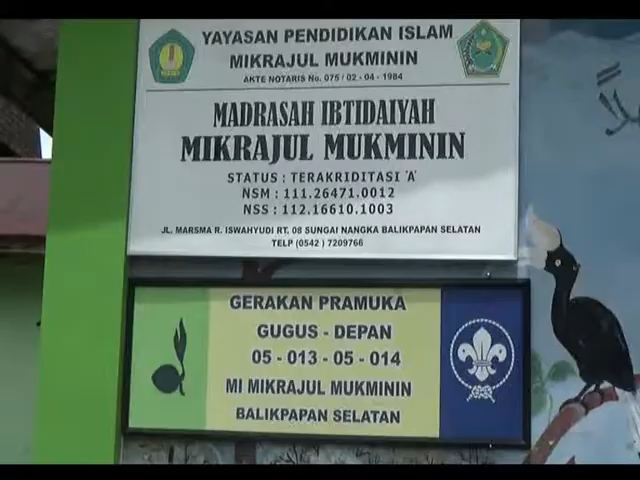 YAYASAN PENDIDIKAN ISLAM
MIKRAJUL MUKMININ
AKTE NOTARIS No. 075 / 02 - 04 - 1984
MADRASAH IBTIDAIYAH
MIKRAJUL MUKMININ
STATUS : TERAKRIDITASI 'A'
NSM : 111.26471.0012
NSS : 112.16610.1003
JL. MARSMA R. ISWAHYUDI RT. 08 SUNGAI NANGKA BALIKPAPAN SELATAN
TELP (0542 ) 7209766
GERAKAN PRAMUKA
GUGUS - DEPAN
05 - 013 - 05 - 014
MI MIKRAJUL MUKMININ
BALIKPAPAN SELATAN